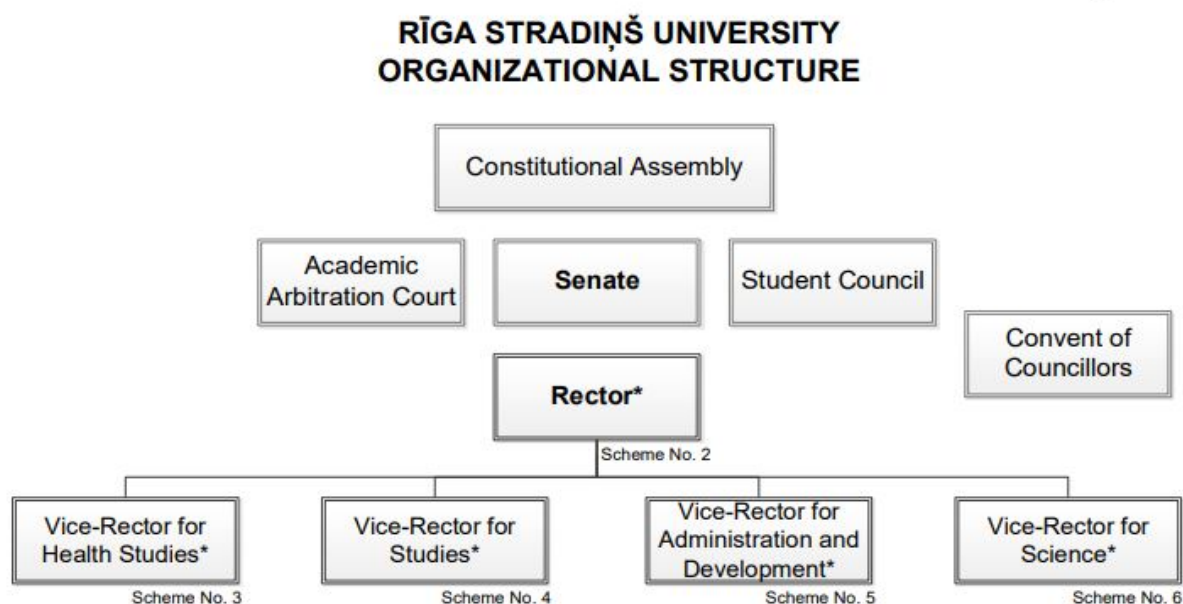 RĪGA STRADIŅŠ UNIVERSITY
ORGANIZATIONAL STRUCTURE
Constitutional Assembly
Academic
Arbitration Court
Senate
Student Council
Convent of
Councillors
Rector*
Scheme No. 2
Vice-Rector for
Health Studies*
Scheme No. 3
Vice-Rector for
Studies*
Scheme No. 4
Vice-Rector for
Administration and
Development*
Scheme No. 5
Vice-Rector for
Science*
Scheme No. 6